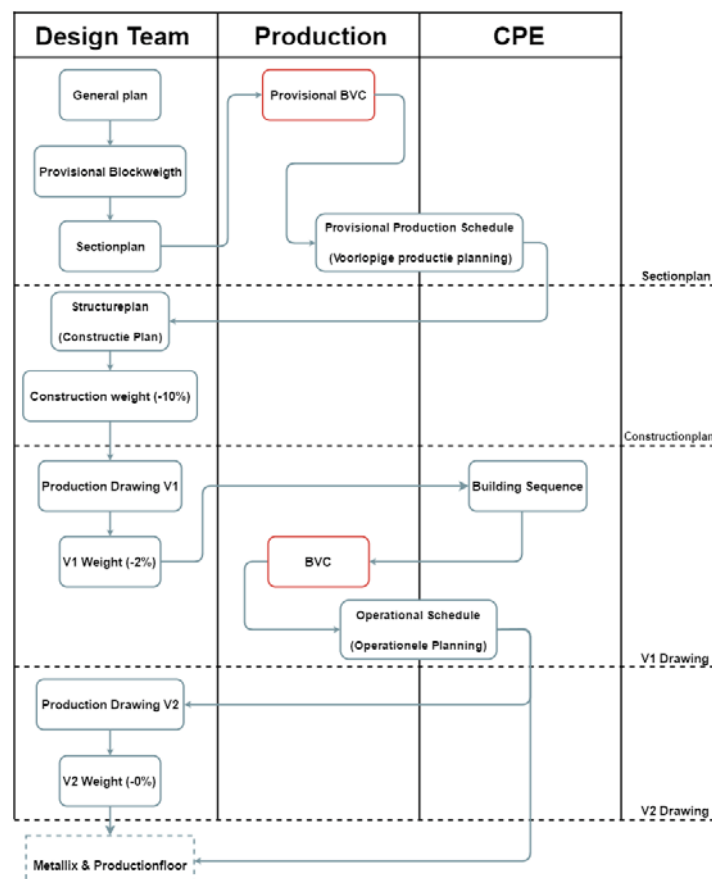 Design Team
Production
CPE
General plan
Provisional BVC
Provisional Blockweigth
Sectionplan
Provisional Production Schedule
(Voorlopige productie planning)
Sectionplan
Structureplan
(Constructie Plan)
Construction weight (-10%)
Constructionplan
Production Drawing V1
Building Sequence
V1 Weight (-2%)
BVC
Operational Schedule
(Operationele Planning)
V1 Drawing
Production Drawing V2
V2 Weight (-0%)
V2 Drawing
Metallix & Productionfloor